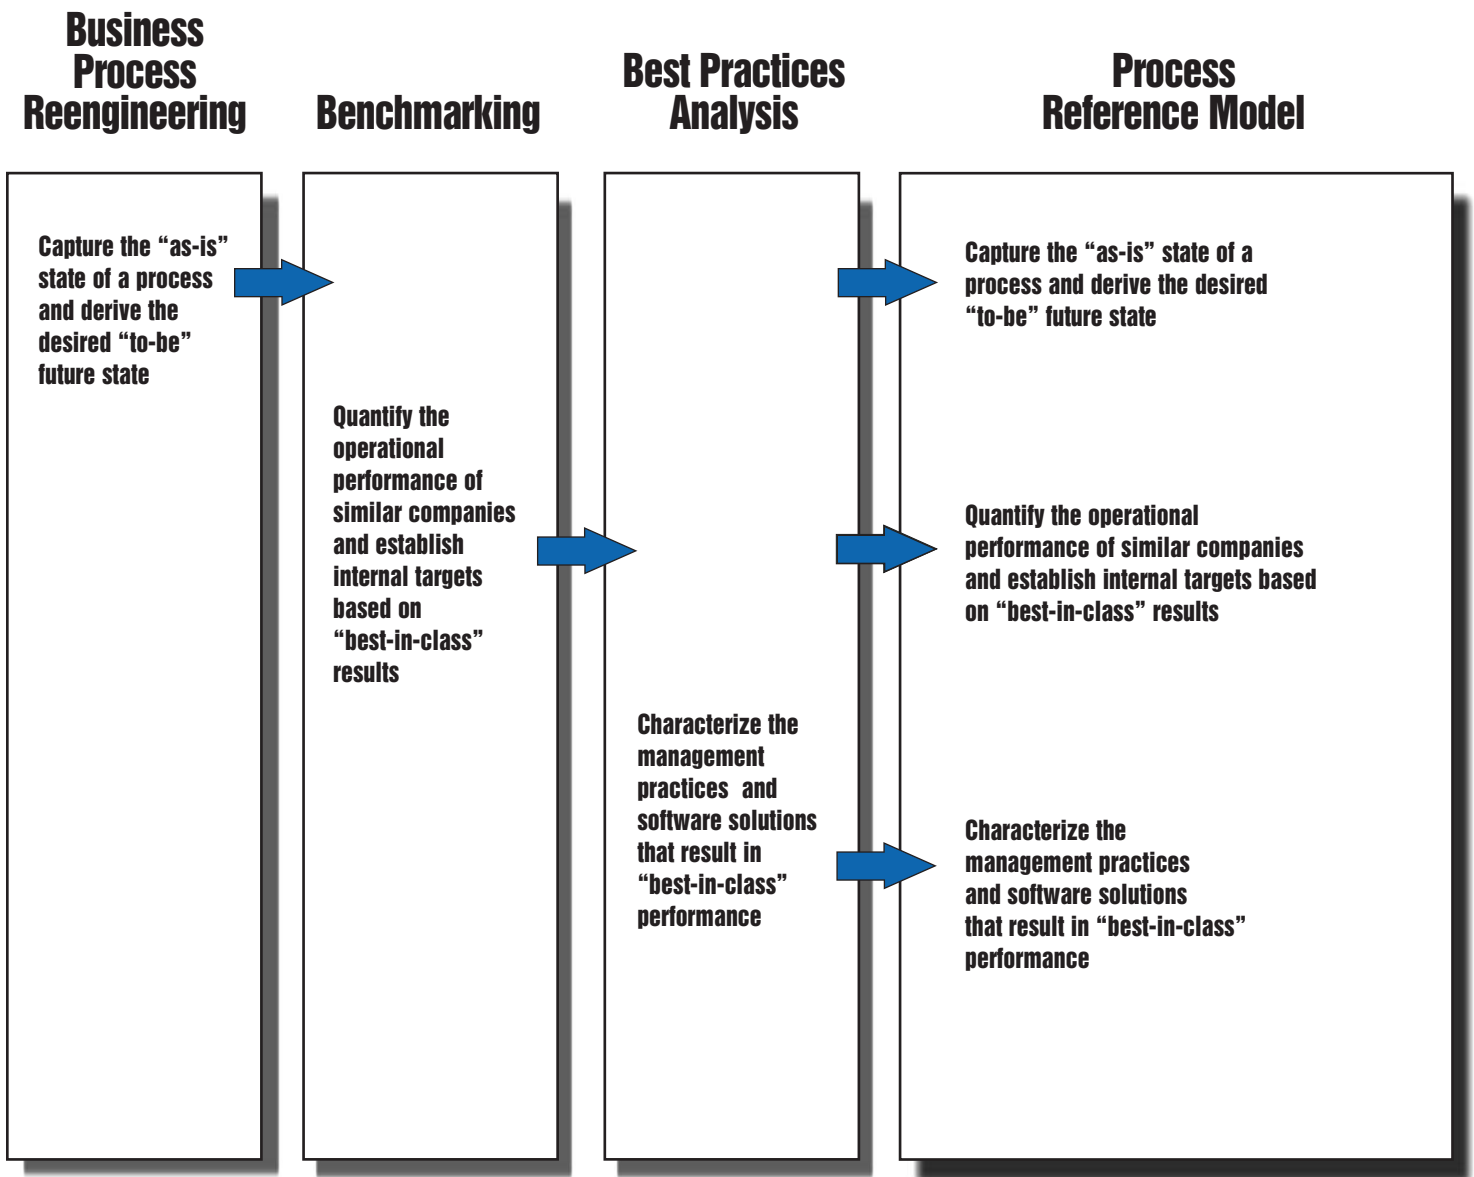 Business
Process
Reengineering
Benchmarking
Best Practices
Analysis
Process
Reference Model
Capture the “as-is”
state of a process
and derive the
desired “to-be”
future state
Quantify the
operational
performance of
similar companies
and establish
internal targets
based on
“best-in-class”
results
Characterize the
management
practices  and
software solutions
that result in
“best-in-class”
performance
Capture the “as-is” state of a
process and derive the desired
“to-be” future state
Quantify the operational
performance of similar companies
and establish internal targets based
on “best-in-class” results
Characterize the
management practices
and software solutions
that result in “best-in-class”
performance